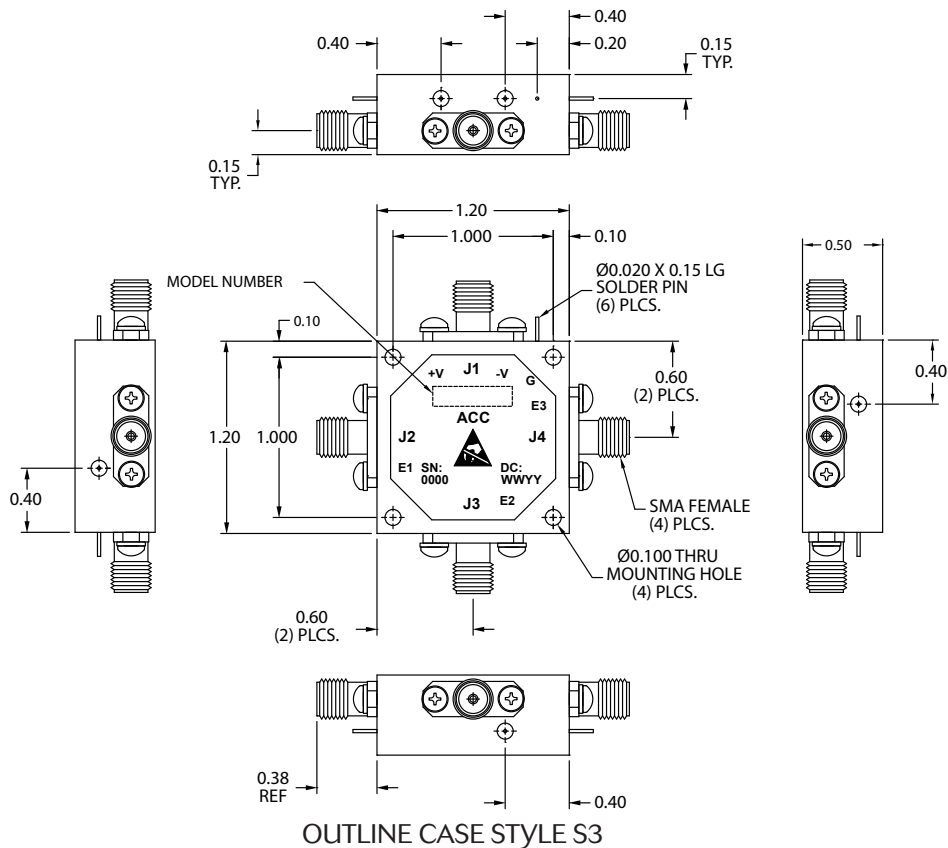 0.40
0.40
0.20
0.15
TYP.
0.15
TYP.
1.20
1.000
0.10
0.50
MODEL NUMBER
Ø0.020 X 0.15 LG
SOLDER PIN
(6) PLCS.
0.10
+V J1 -V
G
E3
0.60
(2) PLCS.
0.40
ACC
1.20
1.000
J2
J4
E1 SN:
0000
DC:
WWYY
J3
E2
0.40
SMA FEMALE
(4) PLCS.
Ø0.100 THRU
MOUNTING HOLE
(4) PLCS.
0.60
(2) PLCS.
0.38
REF
0.40
OUTLINE CASE STYLE S3